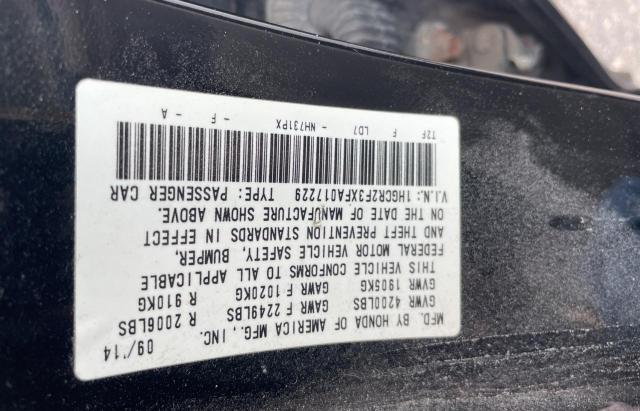 MFD. BY HONDA OF AMERICA MFG., INC. 09/'14
GVWR 4200LBS GAWR F 2249LBS R 2006LBS
GVWR 1905KG GAWR F 1020KG R 910KG
THIS VEHICLE CONFORMS TO ALL APPLICABLE
FEDERAL MOTOR VEHICLE SAFETY, BUMPER,
AND THEFT PREVENTION STANDARDS IN EFFECT
ON THE DATE OF MANUFACTURE SHOWN ABOVE.
V.I.N.: 1HGCR2F3XFA017229 TYPE: PASSENGER CAR
T2F F LD7 - NH731PX - F - A